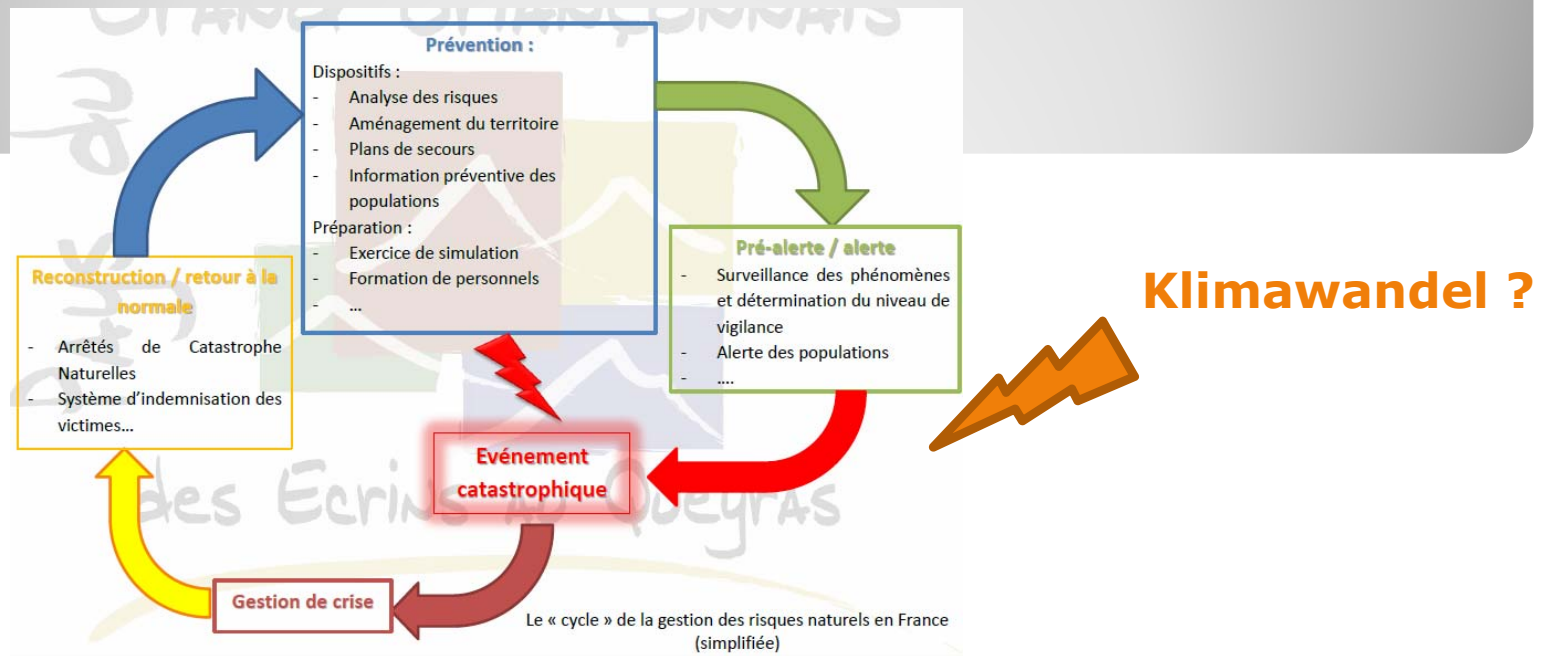 GRAND BRIANÇONNAIS
Prévention :
Dispositifs :
- Analyse des risques
- Aménagement du territoire
- Plans de secours
- Information préventive des
populations
Préparation :
- Exercice de simulation
- Formation de personnels
- ...
Pré-alerte / alerte
- Surveillance des phénomènes
et détermination du niveau de
vigilance
- Alerte des populations
- ....
Klimawandel ?
Reconstruction / retour à la
normale
- Arrêtés de Catastrophe
Naturelles
- Système d'indemnisation des
victimes...
Evénement
catastrophique
des Ecrins au Queyras
Gestion de crise
Le « cycle » de la gestion des risques naturels en France
(simplifiée)